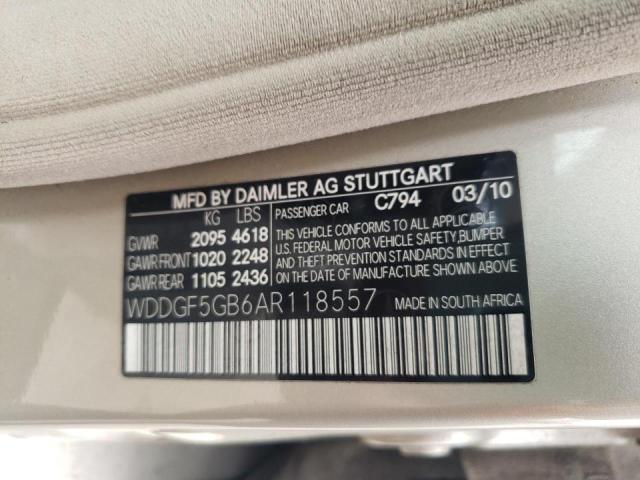 MFD BY DAIMLER AG STUTTGART
KG LBS
GVWR 2095 4618
GAWR FRONT 1020 2248
GAWR REAR 1105 2436
PASSENGER CAR C794 03/10
THIS VEHICLE CONFORMS TO ALL APPLICABLE
U.S. FEDERAL MOTOR VEHICLE SAFETY, BUMPER
AND THEFT PREVENTION STANDARDS IN EFFECT
ON THE DATE OF MANUFACTURE SHOWN ABOVE.
WDDGF5GB6AR118557 MADE IN SOUTH AFRICA